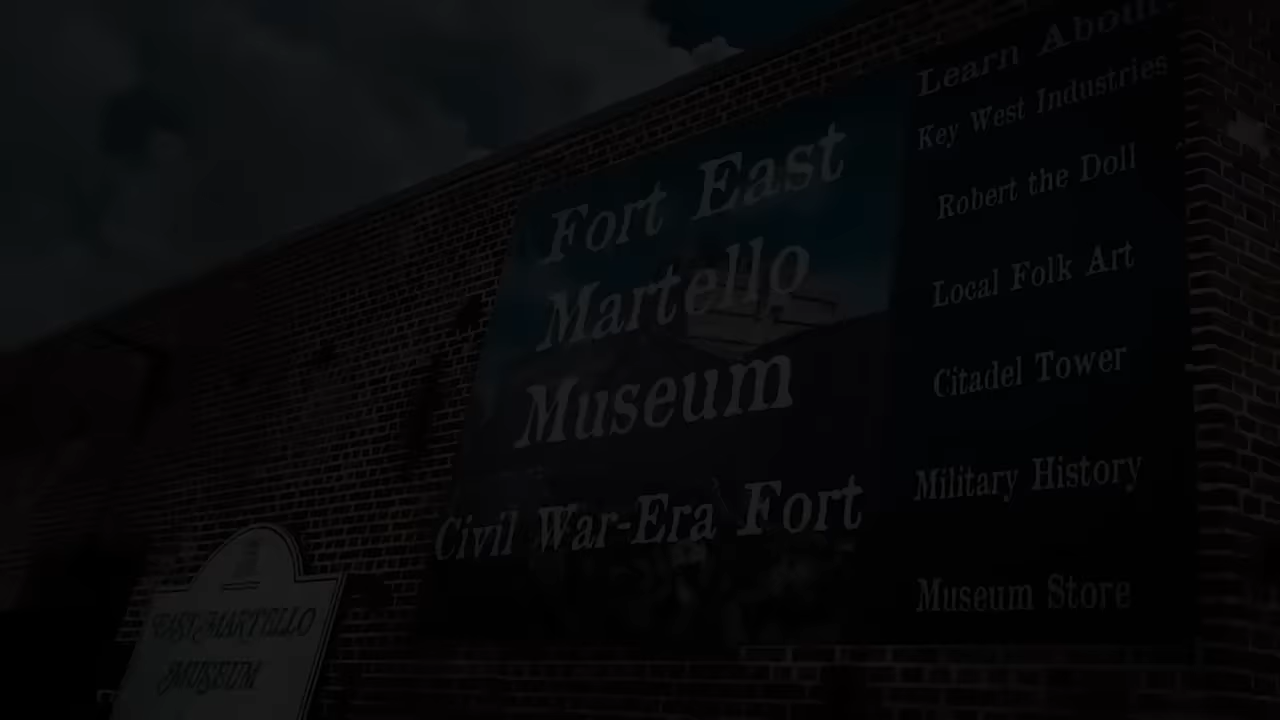 Fort East
Martello
Museum
Civil War-Era Fort
Learn About:
Key West Industries
Robert the Doll
Local Folk Art
Citadel Tower
Military History
Museum Store
EAST MARTELLO
MUSEUM